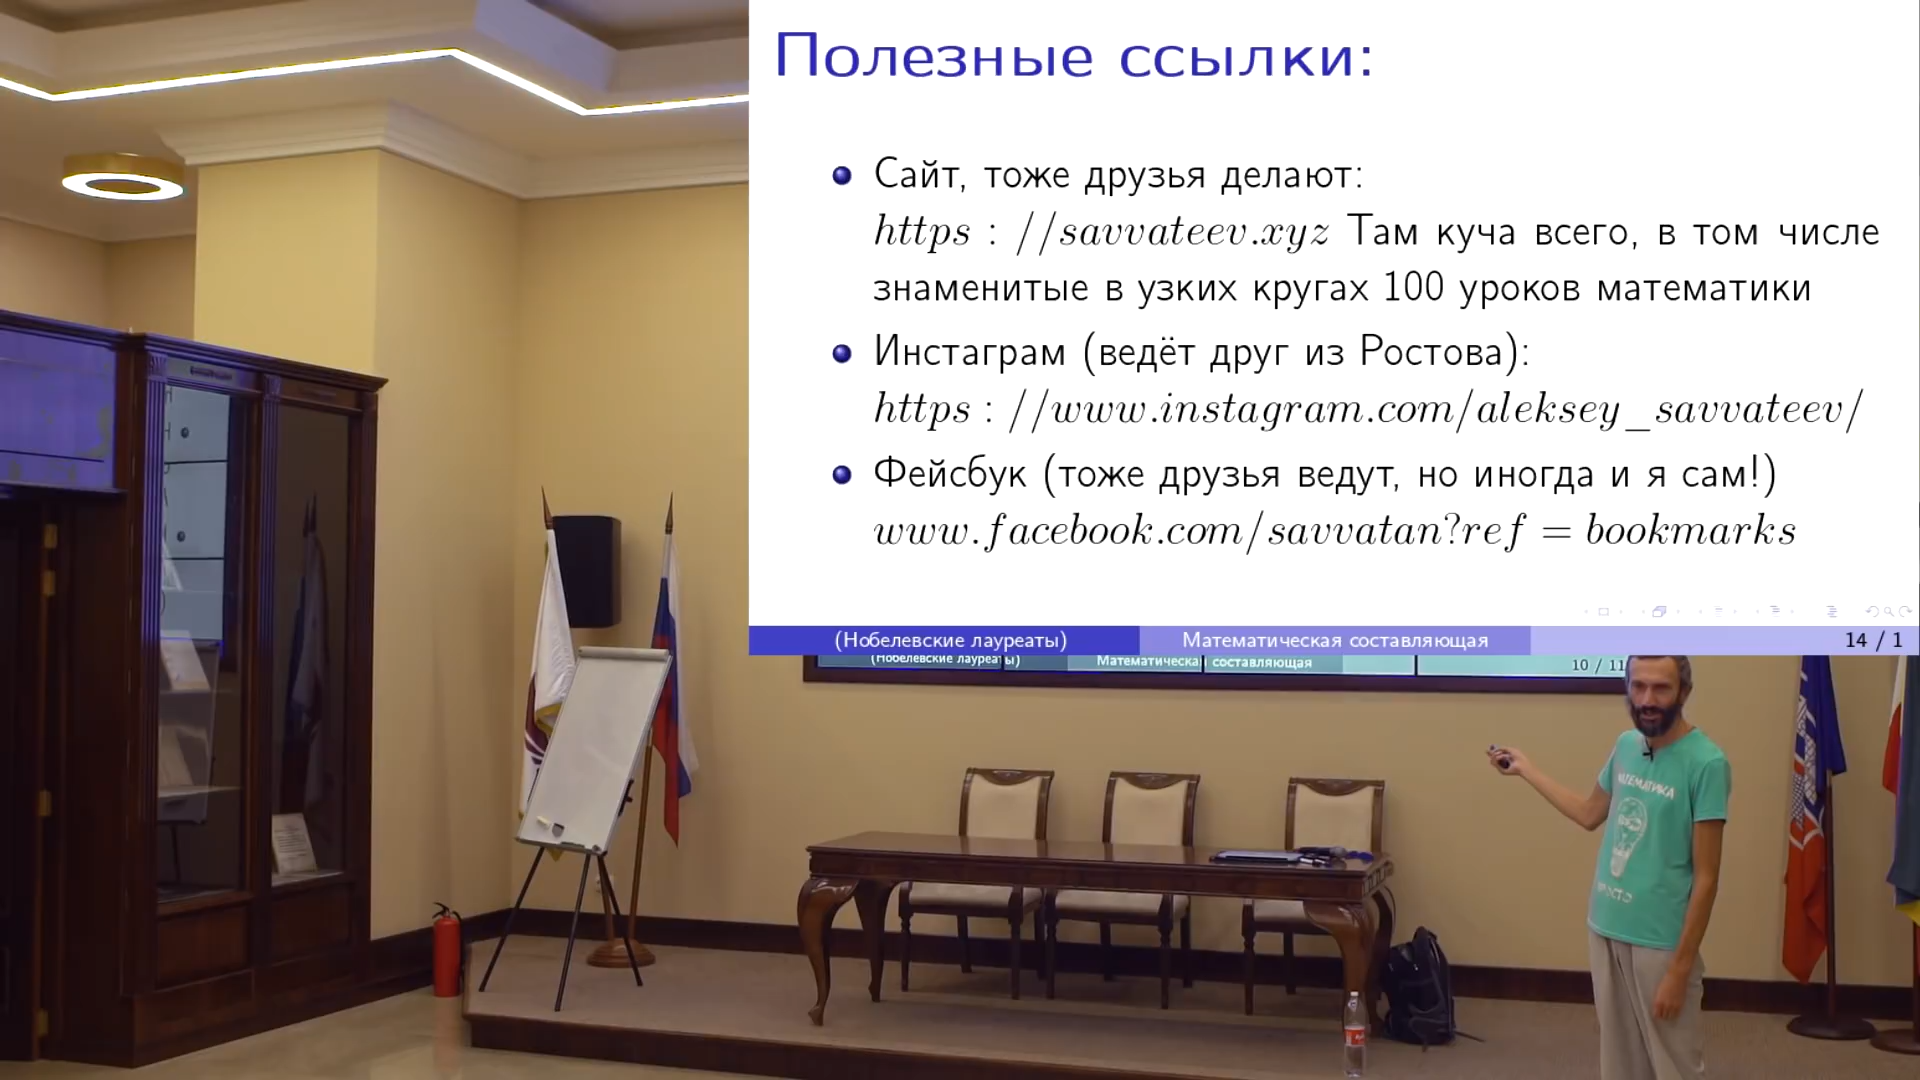 Полезные ссылки:
Сайт, тоже друзья делают:
https : //savvateev.xyz Там куча всего, в том числе
знаменитые в узких кругах 100 уроков математики
Инстаграм (ведёт друг из Ростова):
https : //www.instagram.com/aleksey_savvateev/
Фейсбук (тоже друзья ведут, но иногда и я сам!)
www.facebook.com/savvatan?ref = bookmarks
(Нобелевские лауреаты) Математическая составляющая 14 / 1
(Нобелевские лауреаты) Математическа составляющая 10 / 11
МАТЕМАТИКА